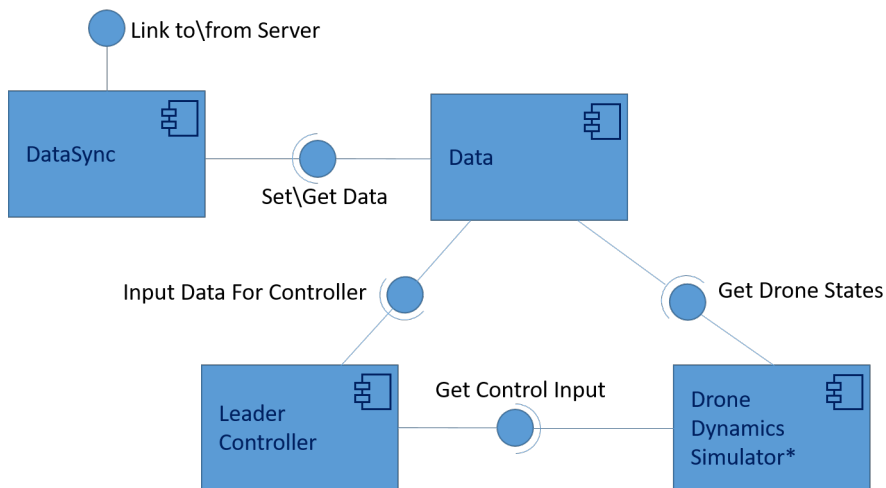 Link to\from Server
DataSync
Data
Set\Get Data
Input Data For Controller
Get Drone States
Get Control Input
Leader
Controller
Drone
Dynamics
Simulator*